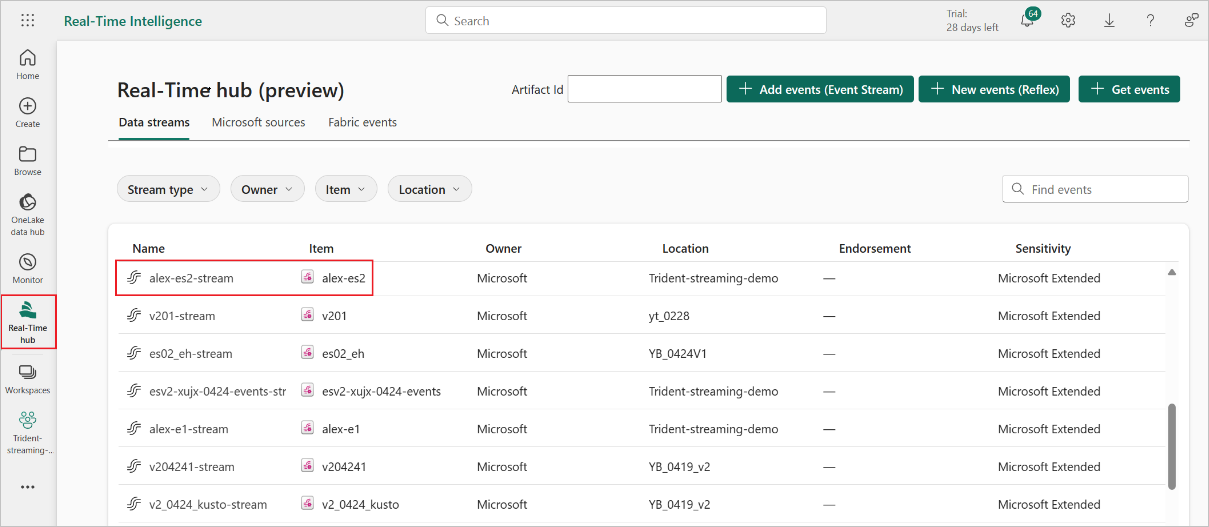 Real-Time Intelligence
Search
Trial:
28 days left
64
Home
Create
Browse
OneLake
data hub
Monitor
Real-Time
hub
Workspaces
Trident-
streaming-...
Real-Time hub (preview)
Artifact Id
Add events (Event Stream)
New events (Reflex)
Get events
Data streams
Microsoft sources
Fabric events
Stream type
Owner
Item
Location
Find events
Name Item Owner Location Endorsement Sensitivity
alex-es2-stream alex-es2 Microsoft Trident-streaming-demo — Microsoft Extended
v201-stream v201 Microsoft yt_0228 — Microsoft Extended
es02_eh-stream es02_eh Microsoft YB_0424V1 — Microsoft Extended
esv2-xujx-0424-events-str esv2-xujx-0424-events Microsoft Trident-streaming-demo — Microsoft Extended
alex-e1-stream alex-e1 Microsoft Trident-streaming-demo — Microsoft Extended
v204241-stream v204241 Microsoft YB_0419_v2 — Microsoft Extended
v2_0424_kusto-stream v2_0424_kusto Microsoft YB_0419_v2 — Microsoft Extended